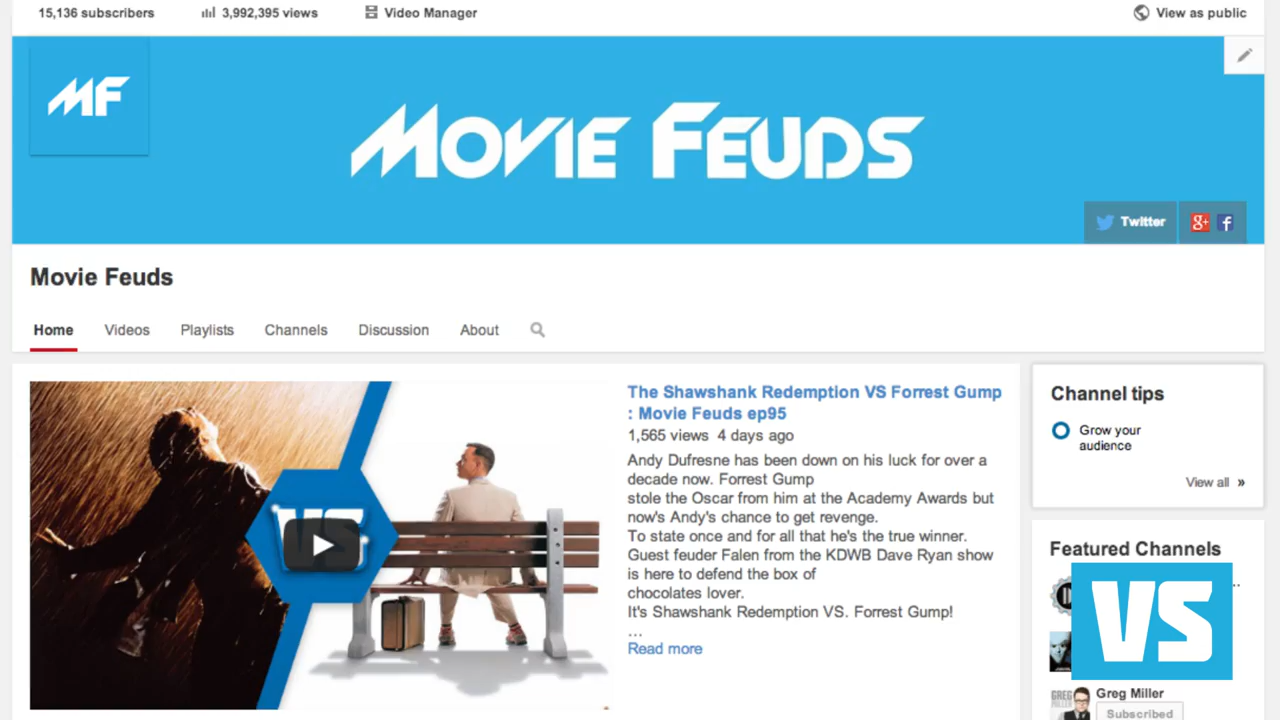 15,136 subscribers
3,992,395 views
Video Manager
View as public
MF
MOVIE FEUDS
Twitter
g+ f
Movie Feuds
Home Videos Playlists Channels Discussion About
VS
The Shawshank Redemption VS Forrest Gump
: Movie Feuds ep95
1,565 views 4 days ago
Andy Dufresne has been down on his luck for over a
decade now. Forrest Gump
stole the Oscar from him at the Academy Awards but
now's Andy's chance to get revenge.
To state once and for all that he's the true winner.
Guest feuder Falen from the KDWB Dave Ryan show
is here to defend the box of
chocolates lover.
It's Shawshank Redemption VS. Forrest Gump!
...
Read more
Channel tips
Grow your
audience
View all »
Featured Channels
VS
Greg Miller
Subscribed